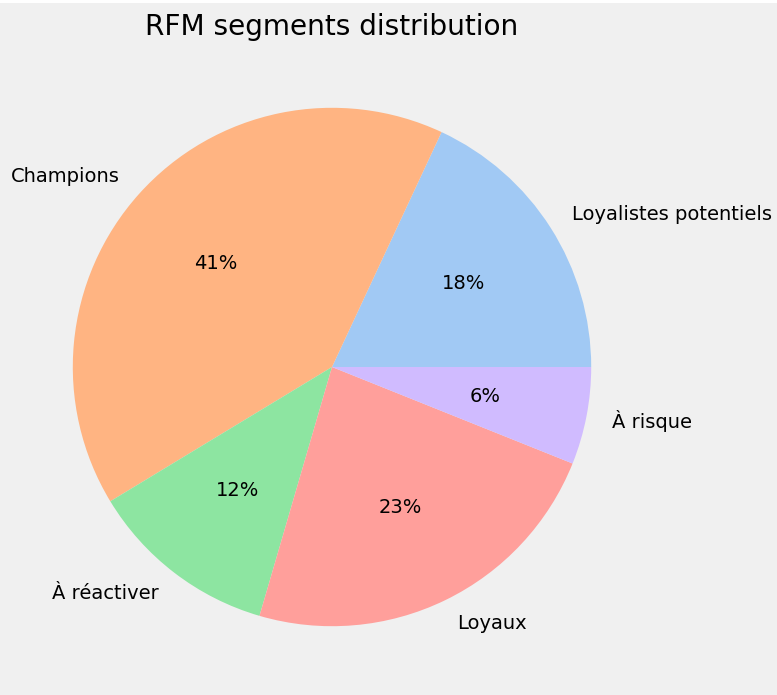 RFM segments distribution
Champions
Loyalistes potentiels
41%
18%
6%
À risque
12%
23%
À réactiver
Loyaux